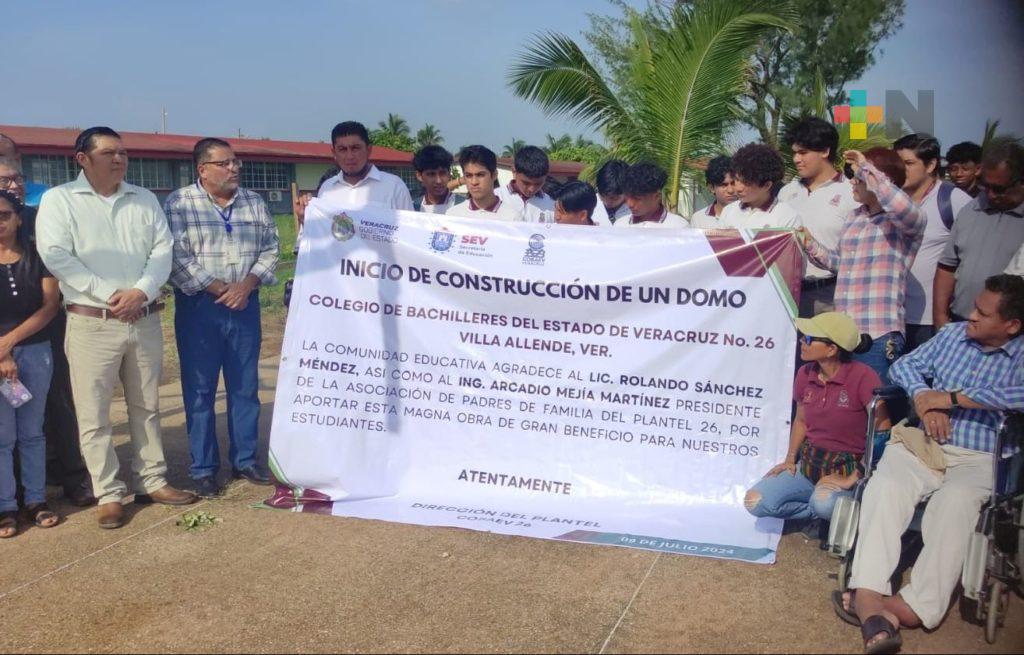 N
VERACRUZ
GOBIERNO
DEL ESTADO
SEV
Secretaría
de Educación
COBAEV
VERACRUZ
INICIO DE CONSTRUCCIÓN DE UN DOMO
COLEGIO DE BACHILLERES DEL ESTADO DE VERACRUZ No. 26
VILLA ALLENDE, VER.
LA COMUNIDAD EDUCATIVA AGRADECE AL LIC. ROLANDO SÁNCHEZ
MÉNDEZ, ASI COMO AL ING. ARCADIO MEJÍA MARTÍNEZ PRESIDENTE
DE LA ASOCIACIÓN DE PADRES DE FAMILIA DEL PLANTEL 26, POR
APORTAR ESTA MAGNA OBRA DE GRAN BENEFICIO PARA NUESTROS
ESTUDIANTES.
ATENTAMENTE
DIRECCIÓN DEL PLANTEL
COBAEV 26
09 DE JULIO 2024